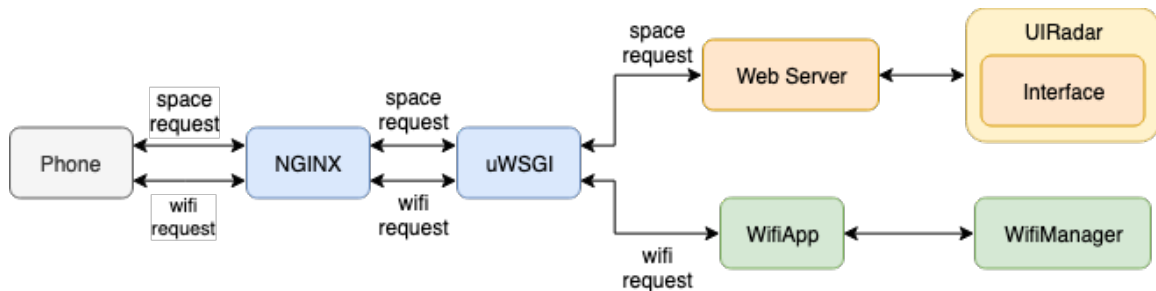 space
request
UIRadar
Web Server
Interface
space
request
space
request
Phone
NGINX
uWSGI
wifi
request
wifi
request
WifiApp
WifiManager
wifi
request